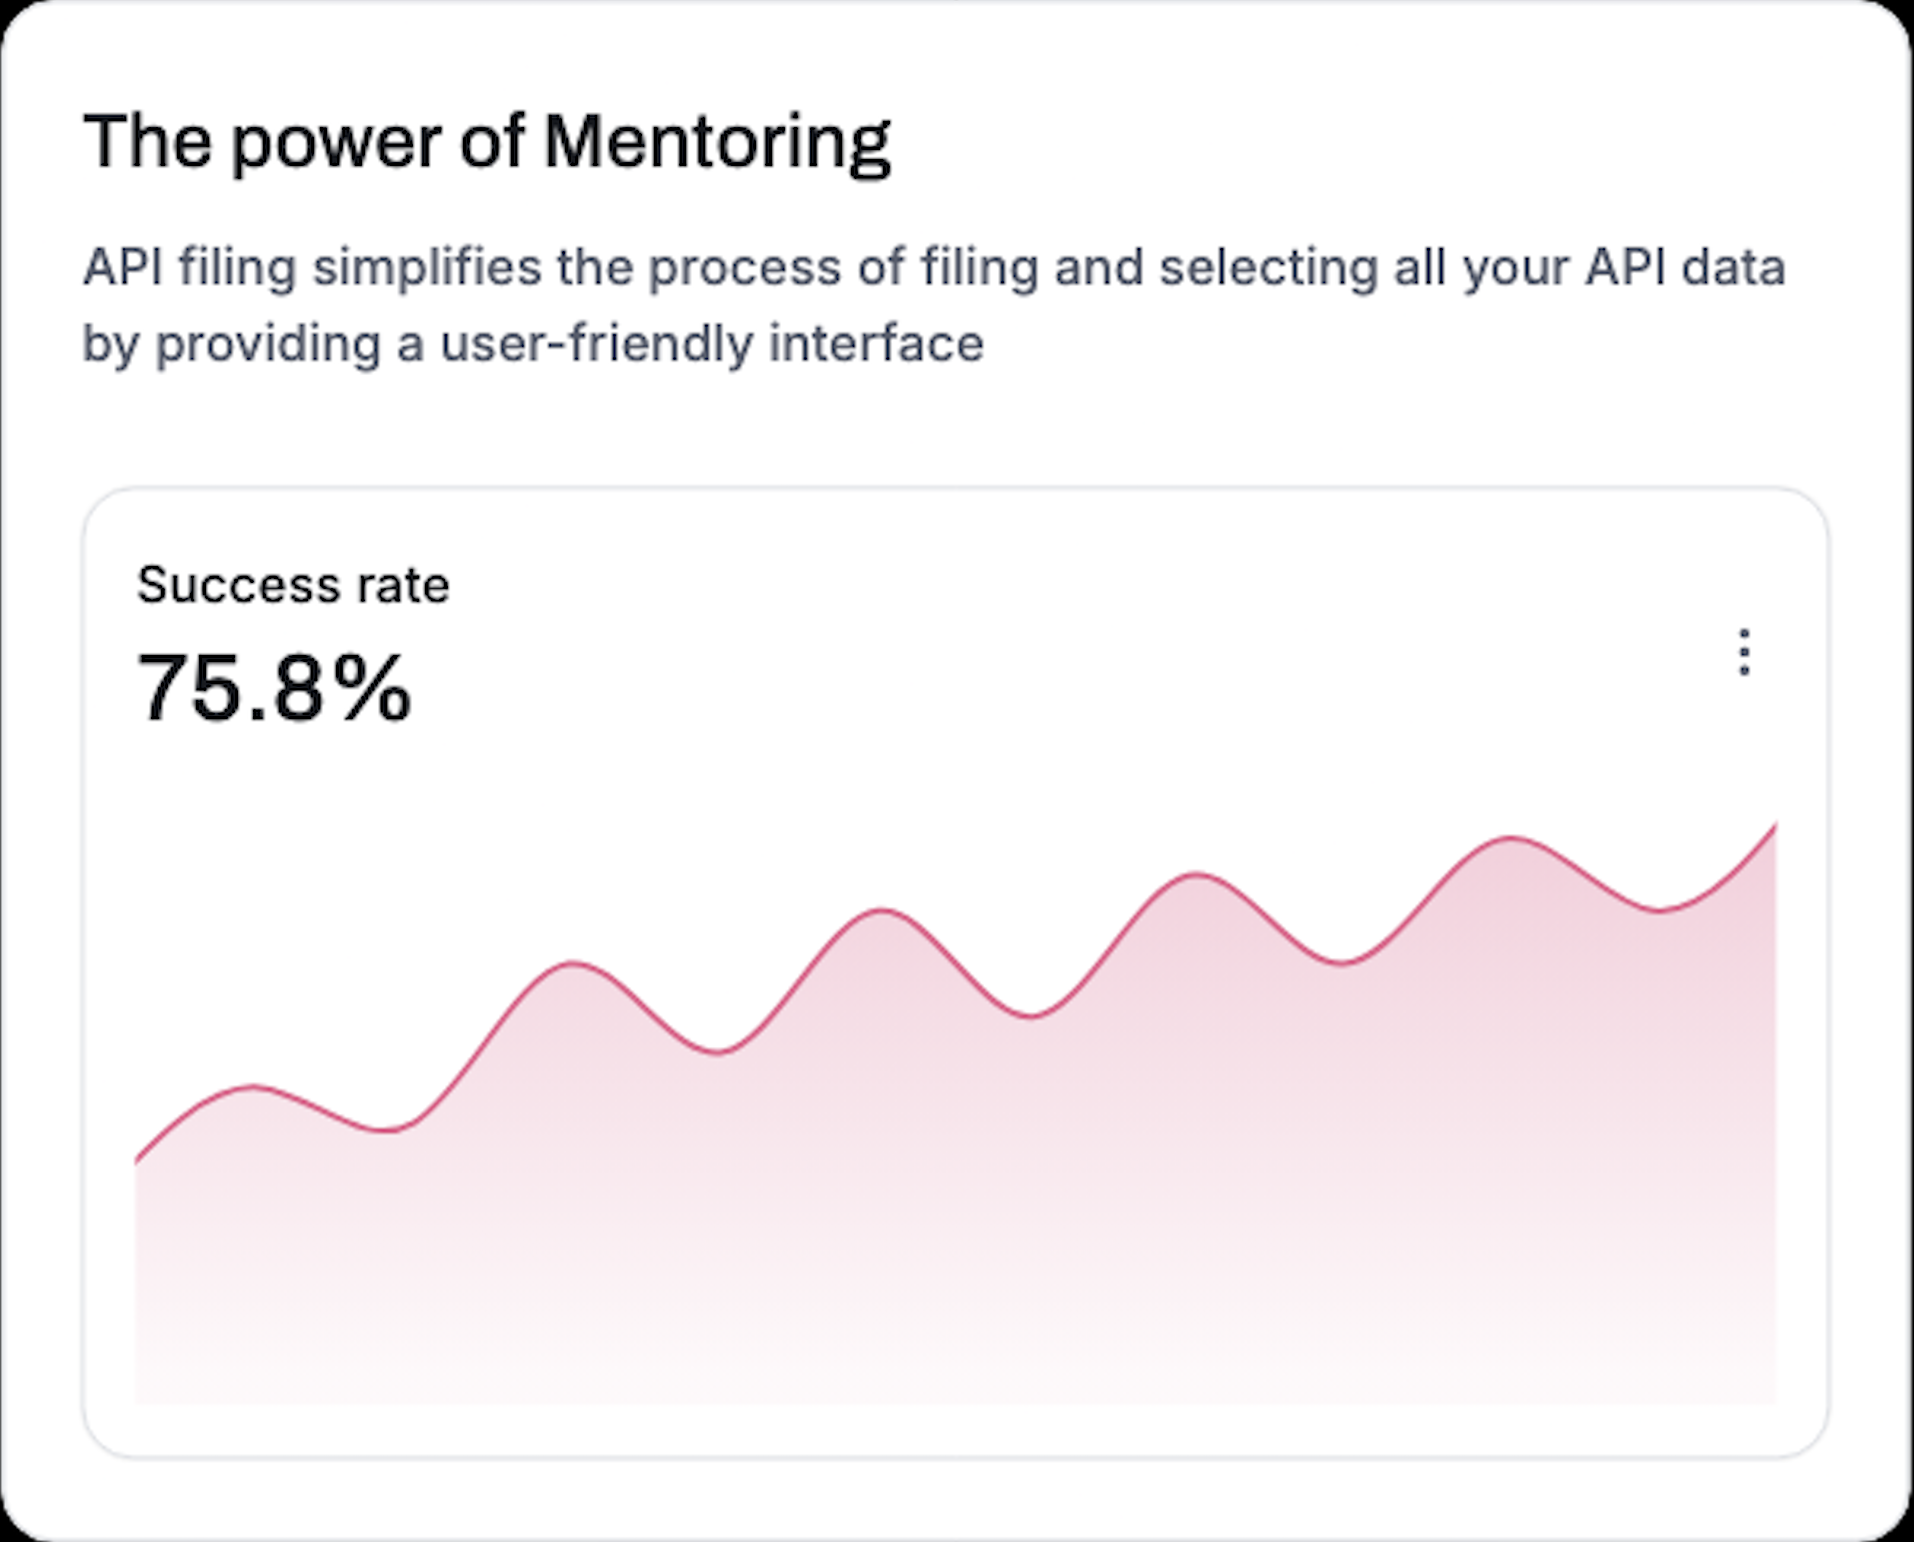 The power of Mentoring
API filing simplifies the process of filing and selecting all your API data
by providing a user-friendly interface
Success rate
75.8%